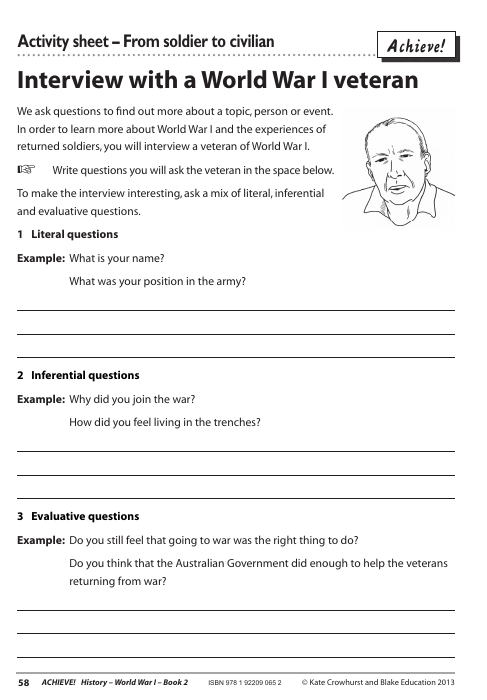 Activity sheet – From soldier to civilian
Achieve!
Interview with a World War I veteran
We ask questions to find out more about a topic, person or event.
In order to learn more about World War I and the experiences of
returned soldiers, you will interview a veteran of World War I.
Write questions you will ask the veteran in the space below.
To make the interview interesting, ask a mix of literal, inferential
and evaluative questions.
1 Literal questions
Example: What is your name?
What was your position in the army?
2 Inferential questions
Example: Why did you join the war?
How did you feel living in the trenches?
3 Evaluative questions
Example: Do you still feel that going to war was the right thing to do?
Do you think that the Australian Government did enough to help the veterans
returning from war?
58 ACHIEVE! History – World War I – Book 2 ISBN 978 1 92209 065 2 © Kate Crowhurst and Blake Education 2013